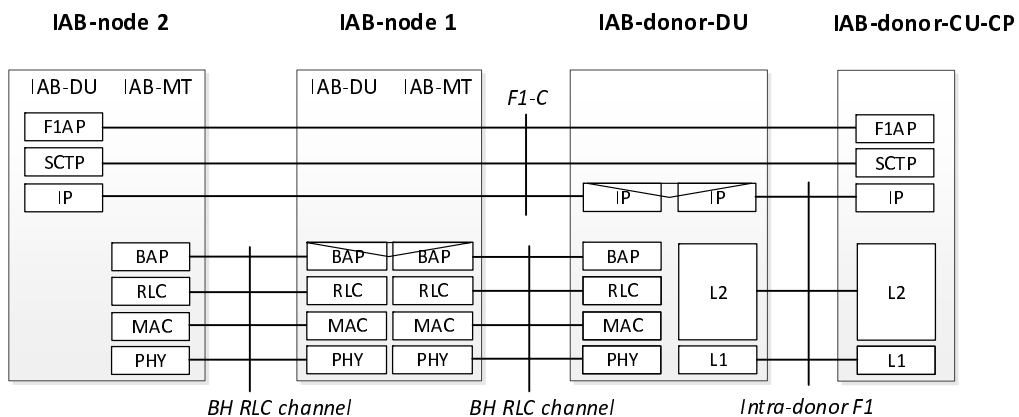 IAB-node 2 IAB-node 1 IAB-donor-DU IAB-donor-CU-CP
IAB-DU IAB-MT IAB-DU IAB-MT
F1-C
F1AP F1AP
SCTP SCTP
IP IP IP IP
BAP BAP BAP BAP
RLC RLC RLC RLC L2 L2
MAC MAC MAC MAC
PHY PHY PHY PHY L1 L1
BH RLC channel BH RLC channel Intra-donor F1